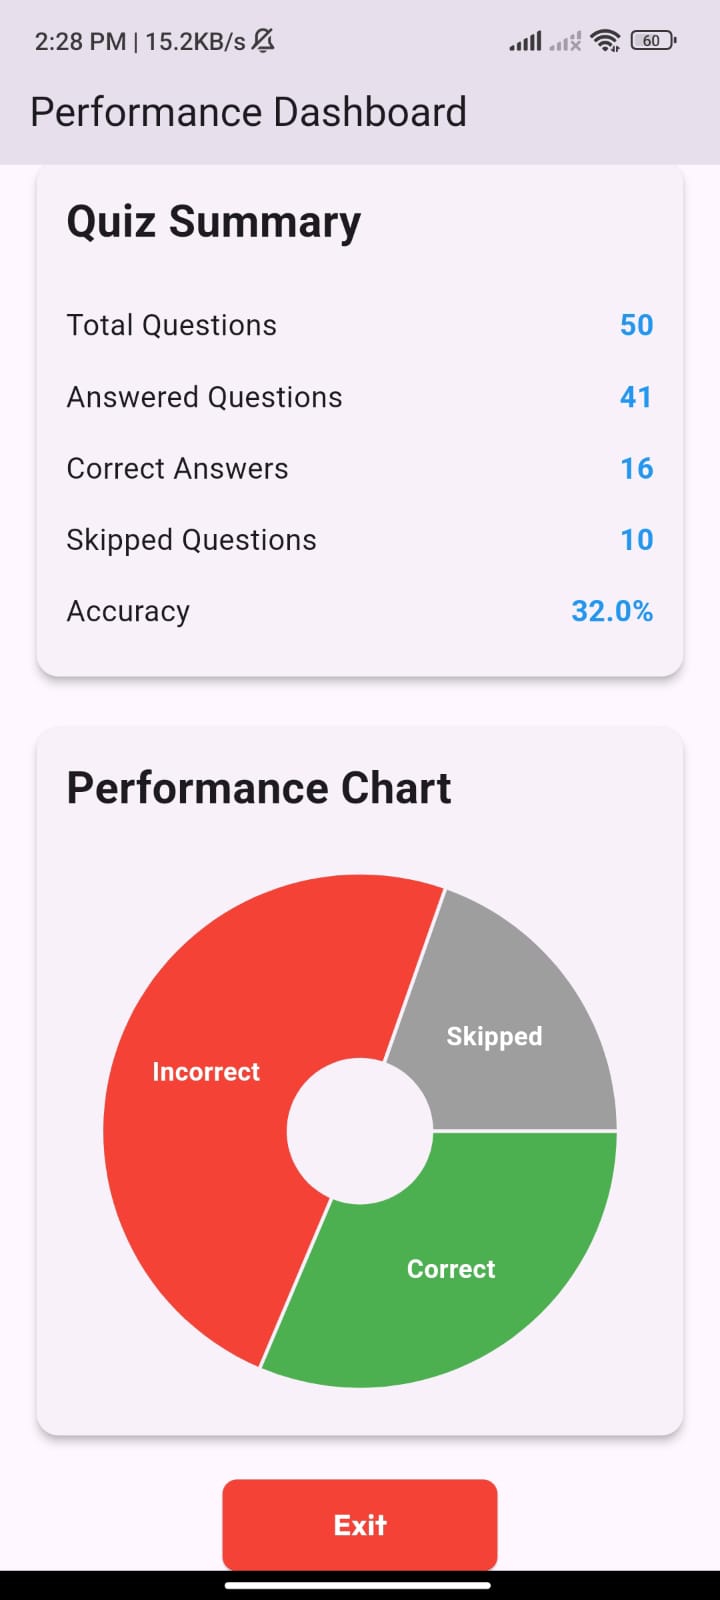 2:28 PM | 15.2KB/s
60
Performance Dashboard
Quiz Summary
Total Questions 50
Answered Questions 41
Correct Answers 16
Skipped Questions 10
Accuracy 32.0%
Performance Chart
Skipped
Incorrect
Correct
Exit